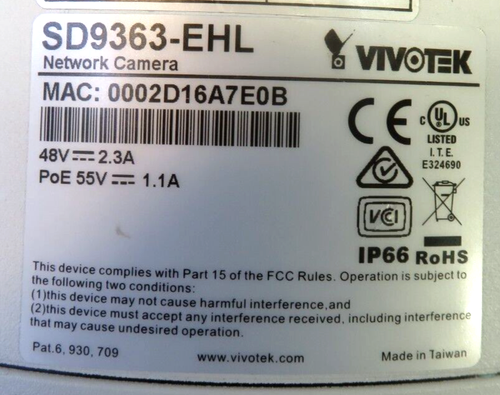 SD9363-EHL
Network Camera
VIVOTEK
MAC: 0002D16A7E0B
48V⎓2.3A
PoE 55V⎓ 1.1A
CE
c UL us
LISTED
I.T.E.
E324690
VCCI
IP66 RoHS
This device complies with Part 15 of the FCC Rules. Operation is subject to
the following two conditions:
(1)this device may not cause harmful interference,and
(2)this device must accept any interference received, including interference
that may cause undesired operation.
Pat.6, 930, 709
www.vivotek.com
Made in Taiwan